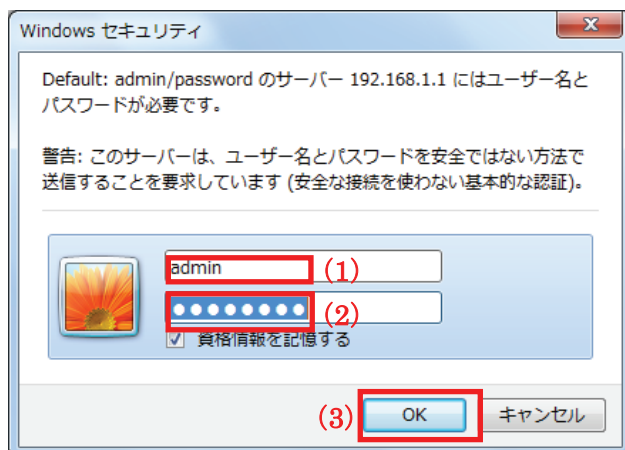 Windows セキュリティ
Default: admin/password のサーバー 192.168.1.1 にはユーザー名と
パスワードが必要です。
警告: このサーバーは、ユーザー名とパスワードを安全ではない方法で
送信することを要求しています (安全な接続を使わない基本的な認証)。
admin (1)
●●●●●●●● (2)
資格情報を記憶する
(3) OK キャンセル